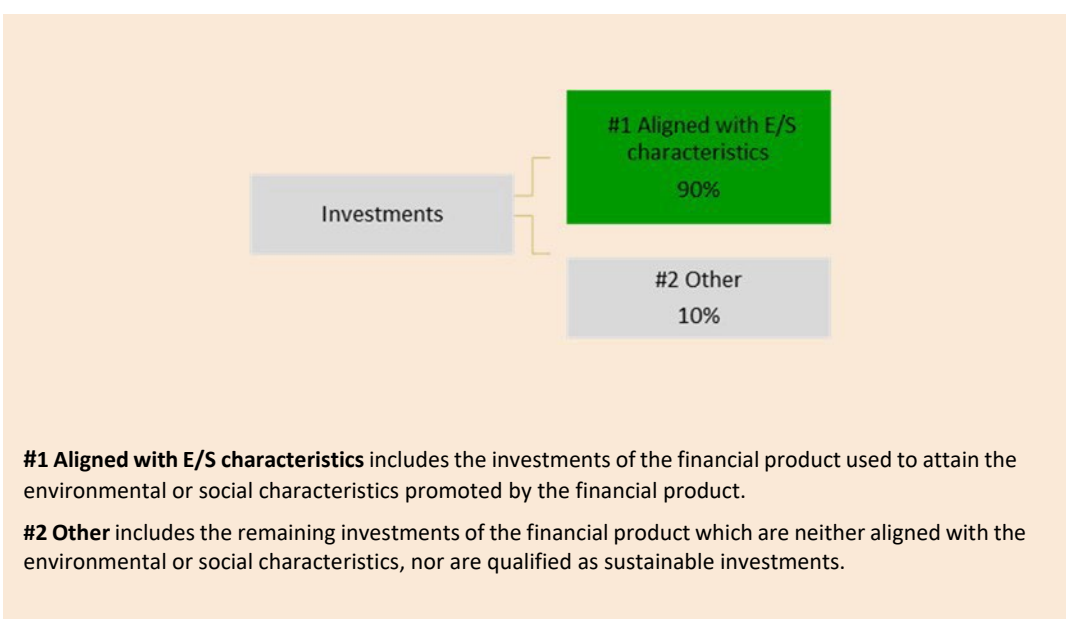 #1 Aligned with E/S
characteristics
90%
Investments
#2 Other
10%
#1 Aligned with E/S characteristics includes the investments of the financial product used to attain the
environmental or social characteristics promoted by the financial product.
#2 Other includes the remaining investments of the financial product which are neither aligned with the
environmental or social characteristics, nor are qualified as sustainable investments.